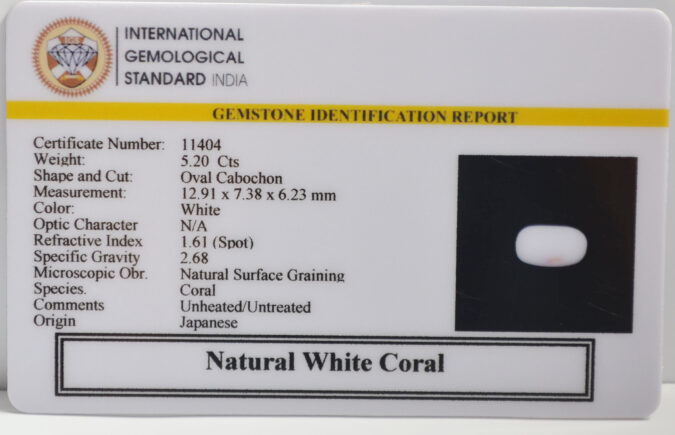 INTERNATIONAL
GEMOLOGICAL
STANDARD INDIA
GEMSTONE IDENTIFICATION REPORT
Certificate Number: 11404
Weight: 5.20 Cts
Shape and Cut: Oval Cabochon
Measurement: 12.91 x 7.38 x 6.23 mm
Color: White
Optic Character N/A
Refractive Index 1.61 (Spot)
Specific Gravity 2.68
Microscopic Obr. Natural Surface Graining
Species. Coral
Comments Unheated/Untreated
Origin Japanese
Natural White Coral